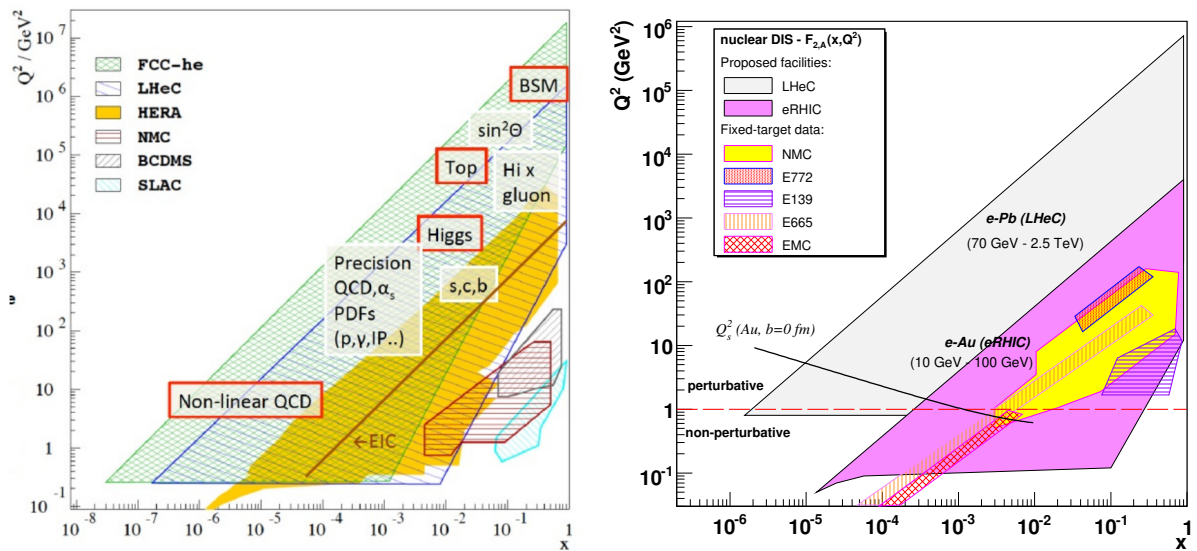 Q² / GeV²
10⁷
10⁶
10⁵
10⁴
10³
10²
10
1
10⁻¹
FCC-he
LHeC
HERA
NMC
BCDMS
SLAC
BSM
sin²Θ
Top
Hi x
gluon
Higgs
Precision
QCD,αs
PDFs
(p,γ,IP..)
s,c,b
Non-linear QCD
←EIC
10⁻⁸ 10⁻⁷ 10⁻⁶ 10⁻⁵ 10⁻⁴ 10⁻³ 10⁻² 10⁻¹ 1
x
Q² (GeV²)
10⁶
10⁵
10⁴
10³
10²
10
1
10⁻¹
nuclear DIS - F₂,A(x,Q²)
Proposed facilities:
LHeC
eRHIC
Fixed-target data:
NMC
E772
E139
E665
EMC
e-Pb (LHeC)
(70 GeV - 2.5 TeV)
Qs² (Au, b=0 fm)
e-Au (eRHIC)
(10 GeV - 100 GeV)
perturbative
non-perturbative
10⁻⁶ 10⁻⁵ 10⁻⁴ 10⁻³ 10⁻² 10⁻¹ 1
x